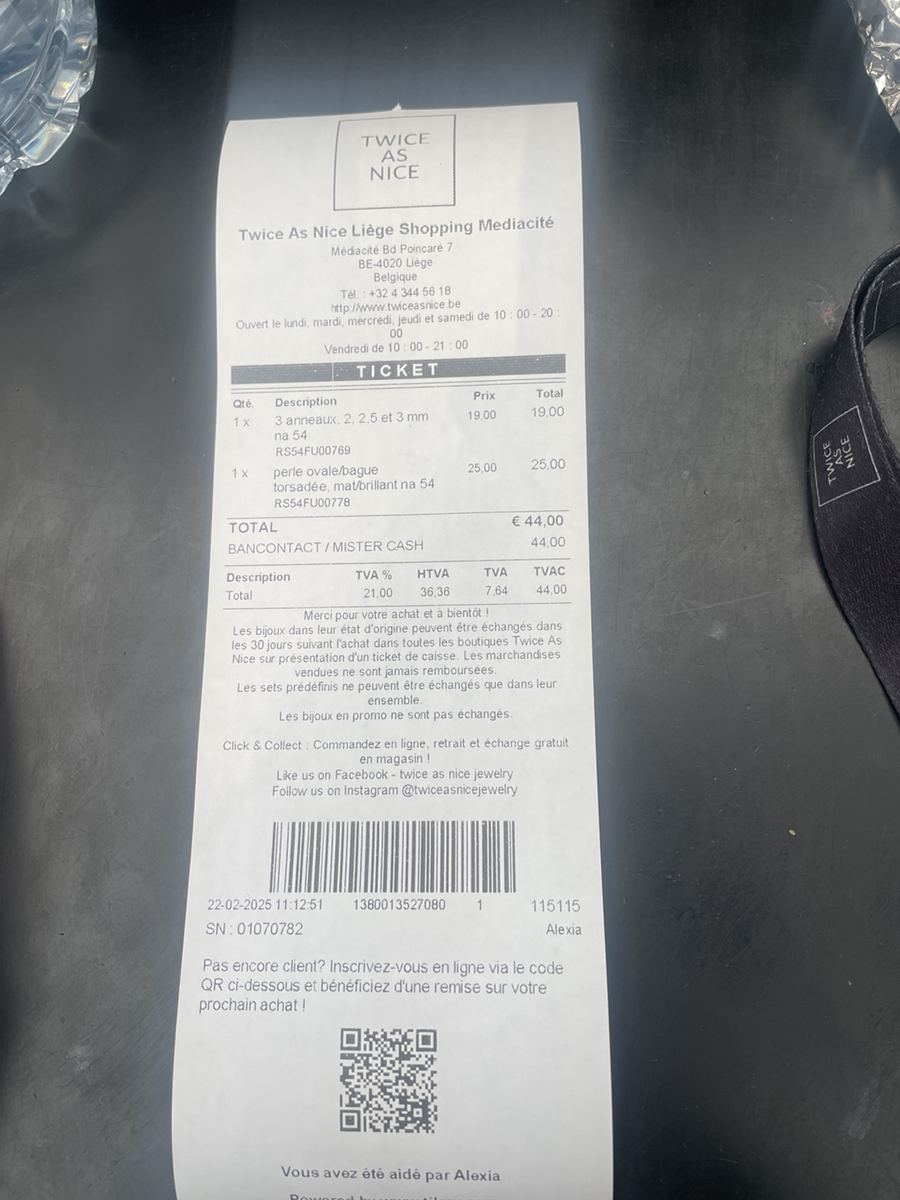 TWICE
AS
NICE
Twice As Nice Liège Shopping Mediacité
Médiacité Bd Poincaré 7
BE-4020 Liège
Belgique
Tél. : +32 4 344 56 18
http://www.twiceasnice.be
Ouvert le lundi, mardi, mercredi, jeudi et samedi de 10 : 00 - 20 :
00
Vendredi de 10 : 00 - 21 : 00
TICKET
Qté. Description Prix Total
1 x 3 anneaux, 2, 2.5 et 3 mm 19,00 19,00
na 54
RS54FU00769
1 x perle ovale/bague 25,00 25,00
torsadée, mat/brillant na 54
RS54FU00778
TOTAL € 44,00
BANCONTACT / MISTER CASH 44,00
Description TVA % HTVA TVA TVAC
Total 21,00 36,36 7,64 44,00
Merci pour votre achat et à bientôt !
Les bijoux dans leur état d'origine peuvent être échangés dans
les 30 jours suivant l'achat dans toutes les boutiques Twice As
Nice sur présentation d'un ticket de caisse. Les marchandises
vendues ne sont jamais remboursées.
Les sets prédéfinis ne peuvent être échangés que dans leur
ensemble.
Les bijoux en promo ne sont pas échangés.
Click & Collect : Commandez en ligne, retrait et échange gratuit
en magasin !
Like us on Facebook - twice as nice jewelry
Follow us on Instagram @twiceasnicejewelry
22-02-2025 11:12:51 1380013527080 1 115115
SN : 01070782 Alexia
Pas encore client? Inscrivez-vous en ligne via le code
QR ci-dessous et bénéficiez d'une remise sur votre
prochain achat !
Vous avez été aidé par Alexia
Powered
TWICE
AS
NICE